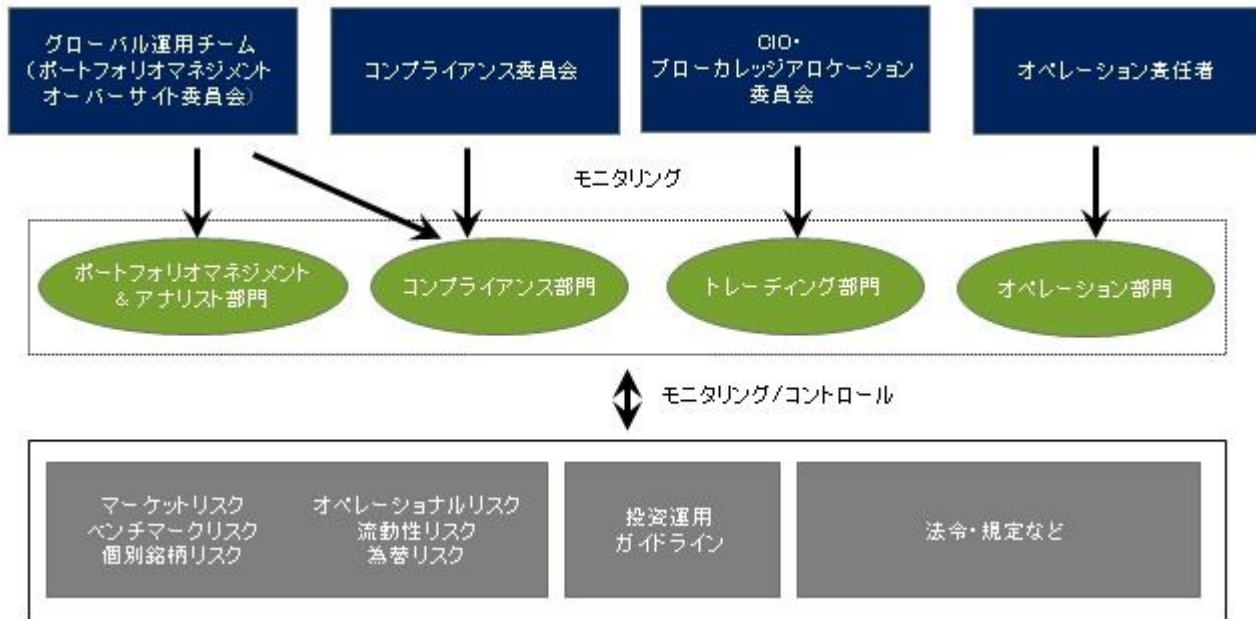 グローバル運用チーム
（ポートフォリオマネジメント
オーバーサイト委員会）
コンプライアンス委員会
CIO・
ブローカレッジアロケーション
委員会
オペレーション責任者
モニタリング
ポートフォリオマネジメント
＆アナリスト部門
コンプライアンス部門
トレーディング部門
オペレーション部門
モニタリング/コントロール
マーケットリスク
ベンチマークリスク
個別銘柄リスク
オペレーショナルリスク
流動性リスク
為替リスク
投資運用
ガイドライン
法令・規定など